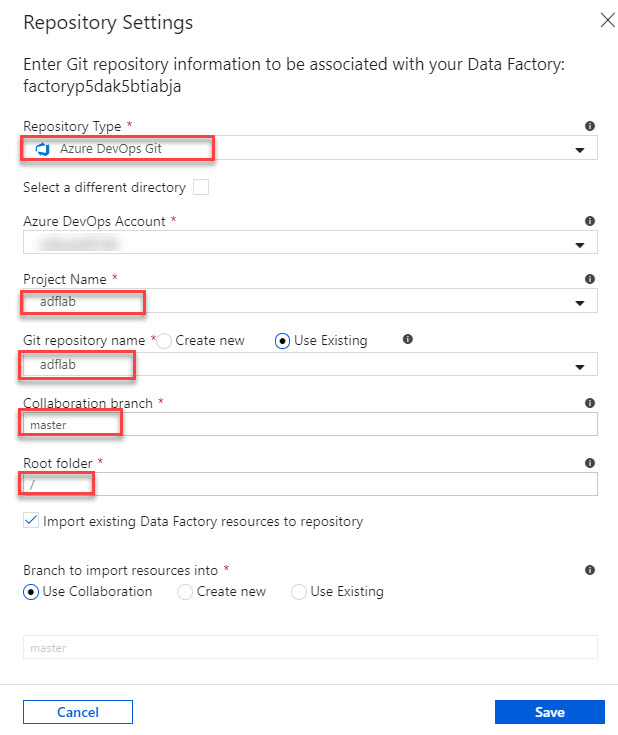 Repository Settings
Enter Git repository information to be associated with your Data Factory:
factoryp5dak5btiabja
Repository Type *
Azure DevOps Git
Select a different directory
Azure DevOps Account *
Project Name *
adflab
Git repository name * Create new Use Existing
adflab
Collaboration branch *
master
Root folder *
/
Import existing Data Factory resources to repository
Branch to import resources into *
Use Collaboration Create new Use Existing
master
Cancel Save